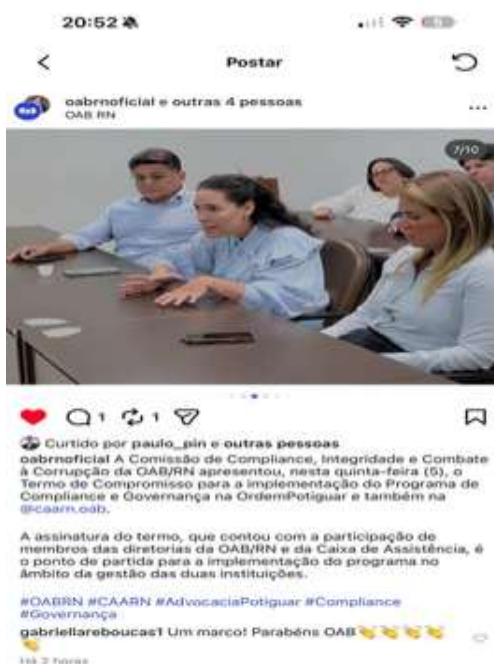 20:52
Postar
oabrnoficial e outras 4 pessoas
OAB RN
7/10
1 1
Curtido por paulo_pin e outras pessoas
oabrnoficial A Comissão de Compliance, Integridade e Combate
à Corrupção da OAB/RN apresentou, nesta quinta-feira (5), o
Termo de Compromisso para a implementação do Programa de
Compliance e Governança na OrdemPotiguar e também na
@caarn.oab.
A assinatura do termo, que contou com a participação de
membros das diretorias da OAB/RN e da Caixa de Assistência, é
o ponto de partida para a implementação do programa no
âmbito da gestão das duas instituições.
#OABRN #CAARN #AdvocaciaPotiguar #Compliance
#Governança
gabriellareboucas1 Um marco! Parabéns OAB👏👏👏👏
👏
Há 2 horas